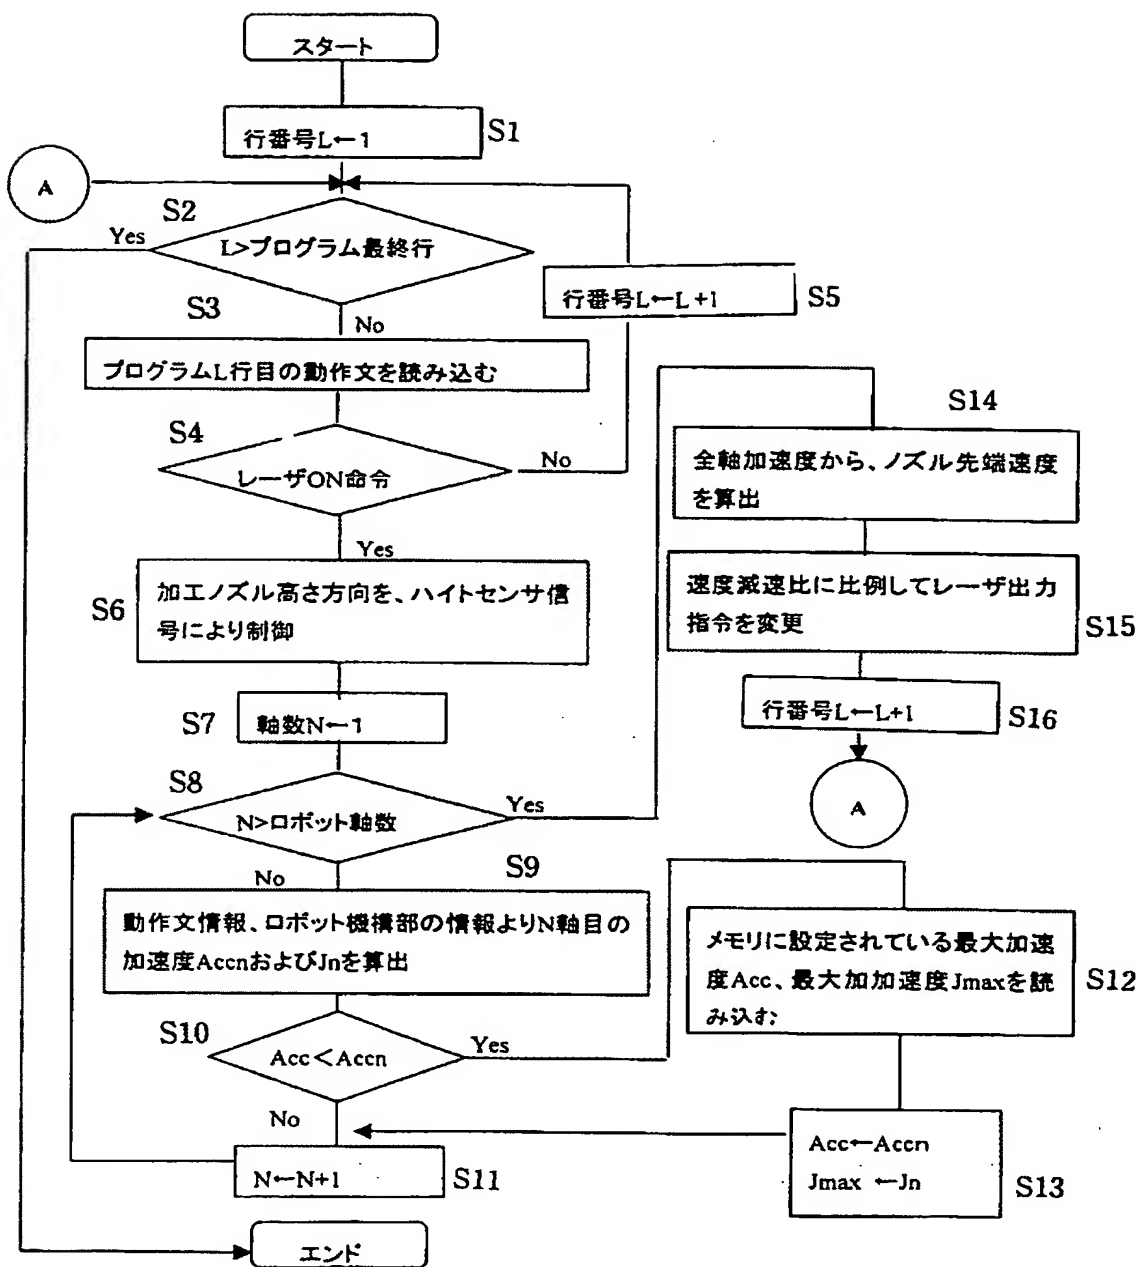 スタート
行番号L←1
S1
A
S2
Yes
L>プログラム最終行
S3
No
行番号L←L+1
S5
プログラムL行目の動作文を読み込む
S4
レーザON命令
No
Yes
S6
加工ノズル高さ方向を、ハイトセンサ信
号により制御
S7
軸数N←1
S8
N>ロボット軸数
Yes
No
S9
動作文情報、ロボット機構部の情報よりN軸目の
加速度AccnおよびJnを算出
S10
Acc<Accn
Yes
No
N←N+1
S11
S14
全軸加速度から、ノズル先端速度
を算出
速度減速比に比例してレーザ出力
指令を変更
S15
行番号L←L+1
S16
A
メモリに設定されている最大加速
度Acc、最大加加速度Jmaxを読
み込む
S12
Acc←Accn
Jmax ←Jn
S13
エンド